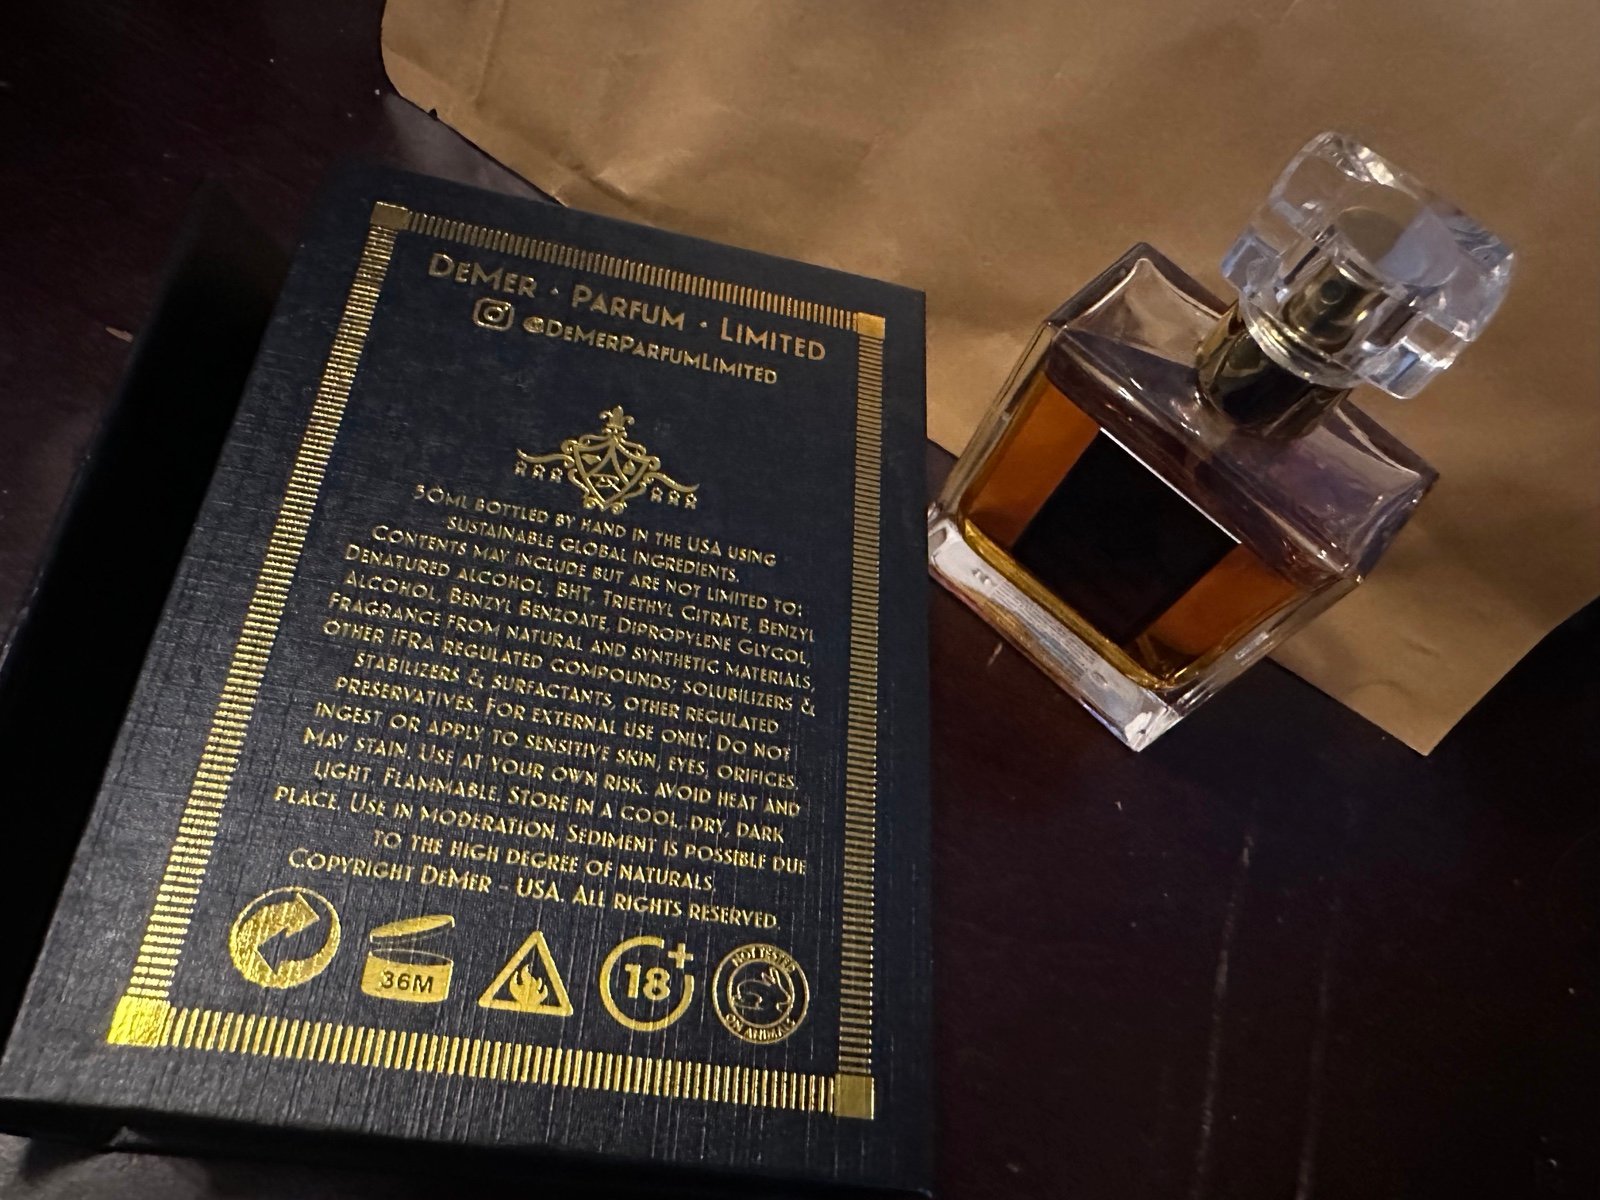 DEMER · PARFUM · LIMITED
@DEMERPARFUMLIMITED
50ML BOTTLED BY HAND IN THE USA USING
SUSTAINABLE GLOBAL INGREDIENTS.
CONTENTS MAY INCLUDE BUT ARE NOT LIMITED TO:
DENATURED ALCOHOL, BHT, TRIETHYL CITRATE, BENZYL
ALCOHOL, BENZYL BENZOATE, DIPROPYLENE GLYCOL,
FRAGRANCE FROM NATURAL AND SYNTHETIC MATERIALS,
OTHER IFRA REGULATED COMPOUNDS; SOLUBILIZERS &
STABILIZERS & SURFACTANTS, OTHER REGULATED
PRESERVATIVES. FOR EXTERNAL USE ONLY. DO NOT
INGEST OR APPLY TO SENSITIVE SKIN, EYES, ORIFICES.
MAY STAIN. USE AT YOUR OWN RISK. AVOID HEAT AND
LIGHT. FLAMMABLE. STORE IN A COOL, DRY, DARK
PLACE. USE IN MODERATION. SEDIMENT IS POSSIBLE DUE
TO THE HIGH DEGREE OF NATURALS.
COPYRIGHT DEMER - USA. ALL RIGHTS RESERVED.
36M
18+
NOT TESTED
ON ANIMALS